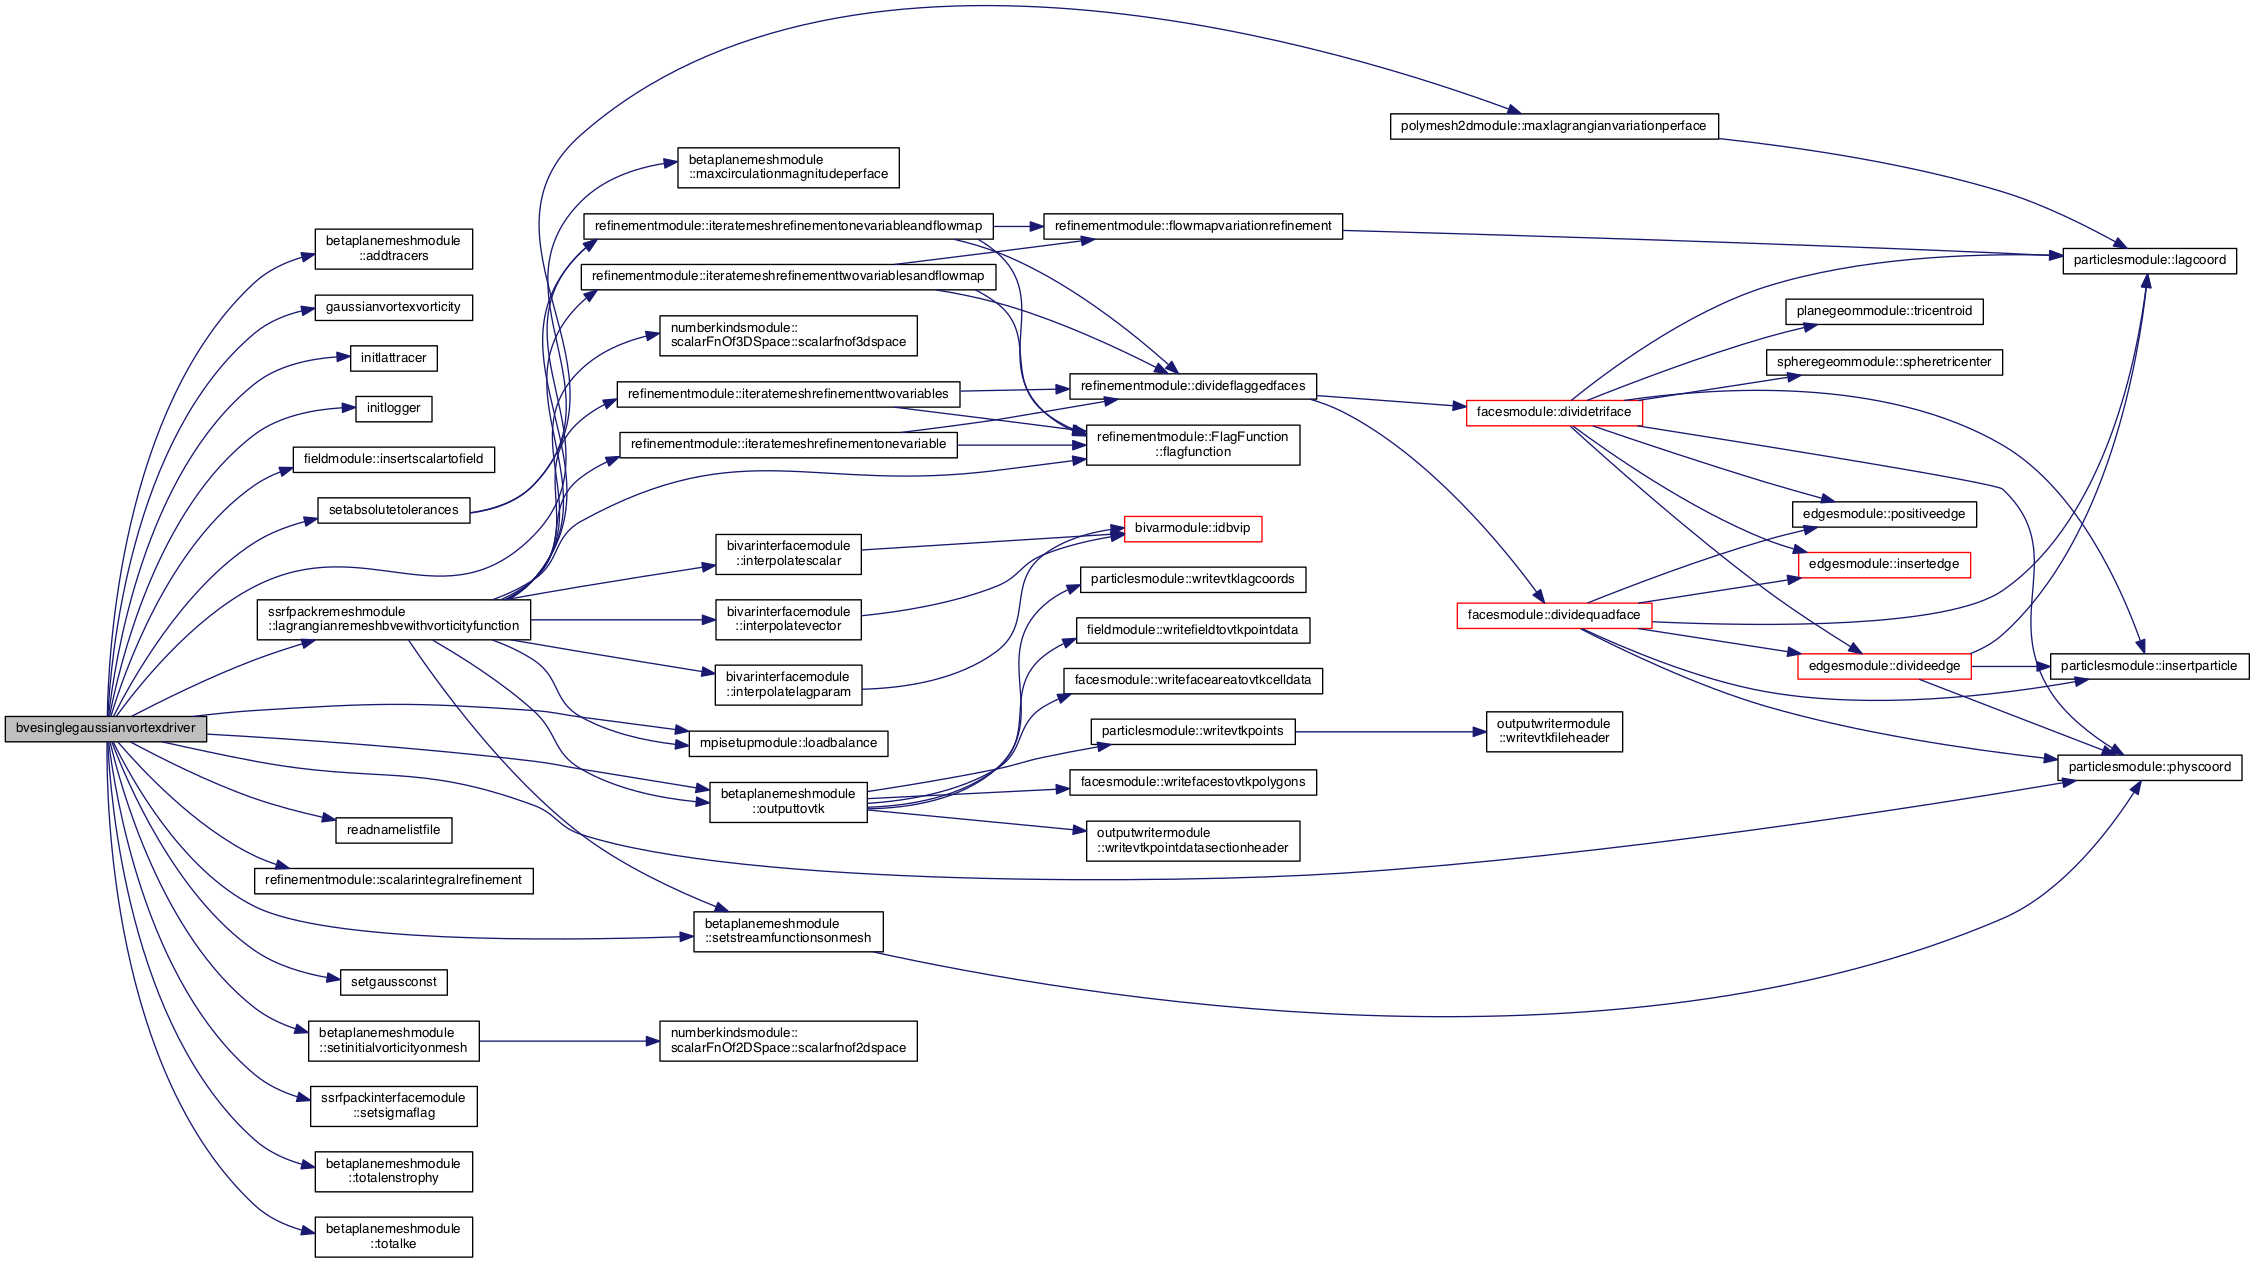 bvesinglegaussianvortexdriver
betaplanemeshmodule
::addtracers
gaussianvortexvorticity
initlattracer
initlogger
fieldmodule::insertscalartofield
setabsolutetolerances
ssrfpackremeshmodule
::lagrangianremeshbvewithvorticityfunction
readnamelistfile
refinementmodule::scalarintegralrefinement
setgaussconst
betaplanemeshmodule
::setinitialvorticityonmesh
ssrfpackinterfacemodule
::setsigmaflag
betaplanemeshmodule
::totalenstrophy
betaplanemeshmodule
::totalke
betaplanemeshmodule
::maxcirculationmagnitudeperface
refinementmodule::iteratemeshrefinementonevariableandflowmap
refinementmodule::iteratemeshrefinementtwovariablesandflowmap
numberkindsmodule::
scalarFnOf3DSpace::scalarfnof3dspace
refinementmodule::iteratemeshrefinementtwovariables
refinementmodule::iteratemeshrefinementonevariable
bivarinterfacemodule
::interpolatescalar
bivarinterfacemodule
::interpolatevector
bivarinterfacemodule
::interpolatelagparam
mpisetupmodule::loadbalance
betaplanemeshmodule
::outputtovtk
betaplanemeshmodule
::setstreamfunctionsonmesh
numberkindsmodule::
scalarFnOf2DSpace::scalarfnof2dspace
refinementmodule::flowmapvariationrefinement
refinementmodule::divideflaggedfaces
refinementmodule::FlagFunction
::flagfunction
bivarmodule::idbvip
particlesmodule::writevtklagcoords
fieldmodule::writefieldtovtkpointdata
facesmodule::writefaceareatovtkcelldata
particlesmodule::writevtkpoints
facesmodule::writefacestovtkpolygons
outputwritermodule
::writevtkpointdatasectionheader
polymesh2dmodule::maxlagrangianvariationperface
facesmodule::dividetriface
facesmodule::dividequadface
outputwritermodule
::writevtkfileheader
planegeommodule::tricentroid
spheregeommodule::spheretricenter
edgesmodule::positiveedge
edgesmodule::insertedge
edgesmodule::divideedge
particlesmodule::lagcoord
particlesmodule::insertparticle
particlesmodule::physcoord